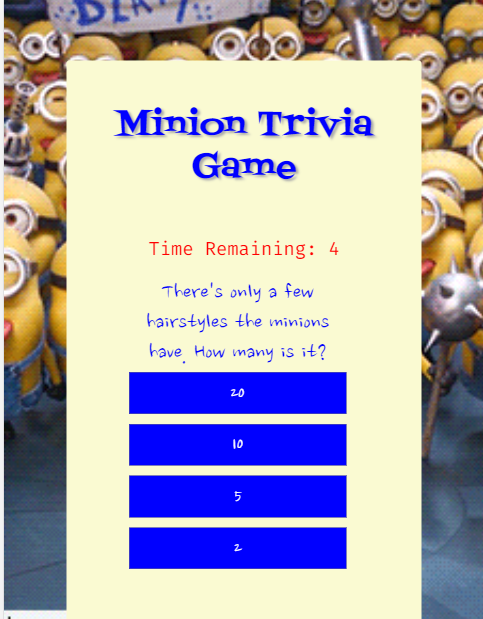 Minion Trivia
Game
Time Remaining: 4
There's only a few
hairstyles the minions
have. How many is it?
20
10
5
2